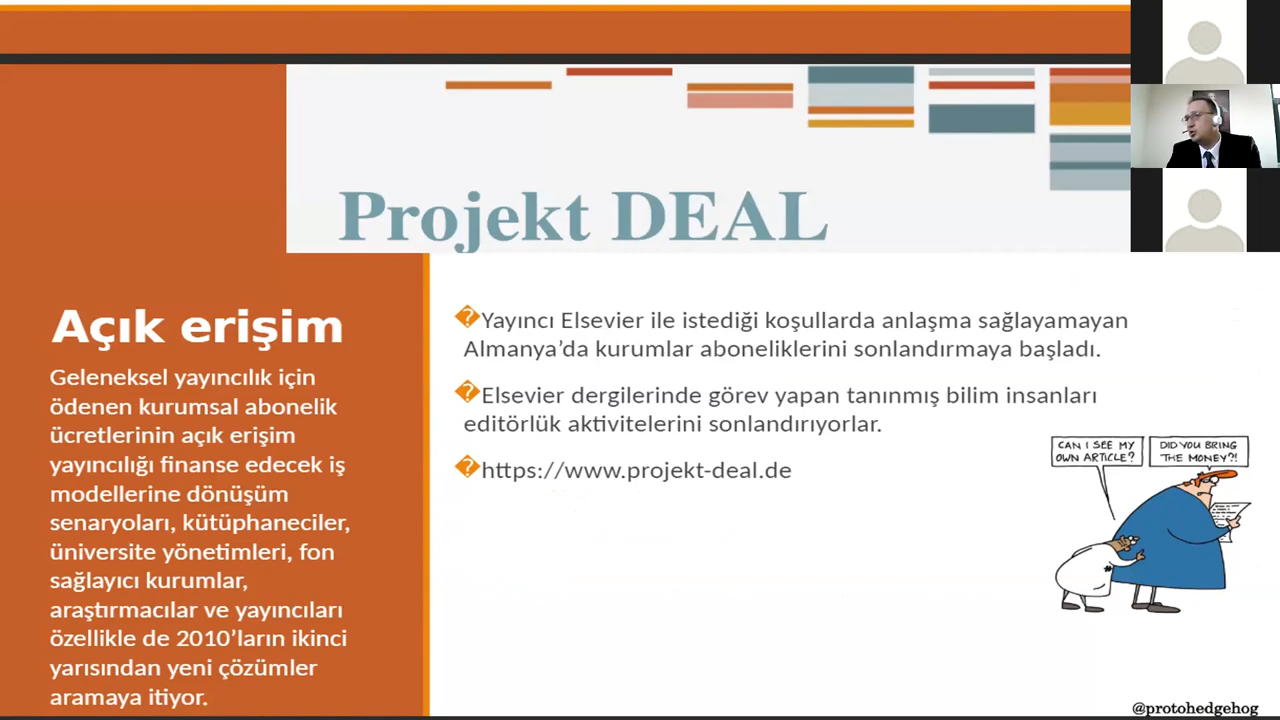 Projekt DEAL
Açık erişim
Geleneksel yayıncılık için
ödenen kurumsal abonelik
ücretlerinin açık erişim
yayıncılığı finanse edecek iş
modellerine dönüşüm
senaryoları, kütüphaneciler,
üniversite yönetimleri, fon
sağlayıcı kurumlar,
araştırmacılar ve yayıncıları
özellikle de 2010’ların ikinci
yarısından yeni çözümler
aramaya itiyor.
�Yayıncı Elsevier ile istediği koşullarda anlaşma sağlayamayan
Almanya’da kurumlar aboneliklerini sonlandırmaya başladı.
�Elsevier dergilerinde görev yapan tanınmış bilim insanları
editörlük aktivitelerini sonlandırıyorlar.
�https://www.projekt-deal.de
CAN I SEE MY
OWN ARTICLE?
DID YOU BRING
THE MONEY?!
@protohedgehog